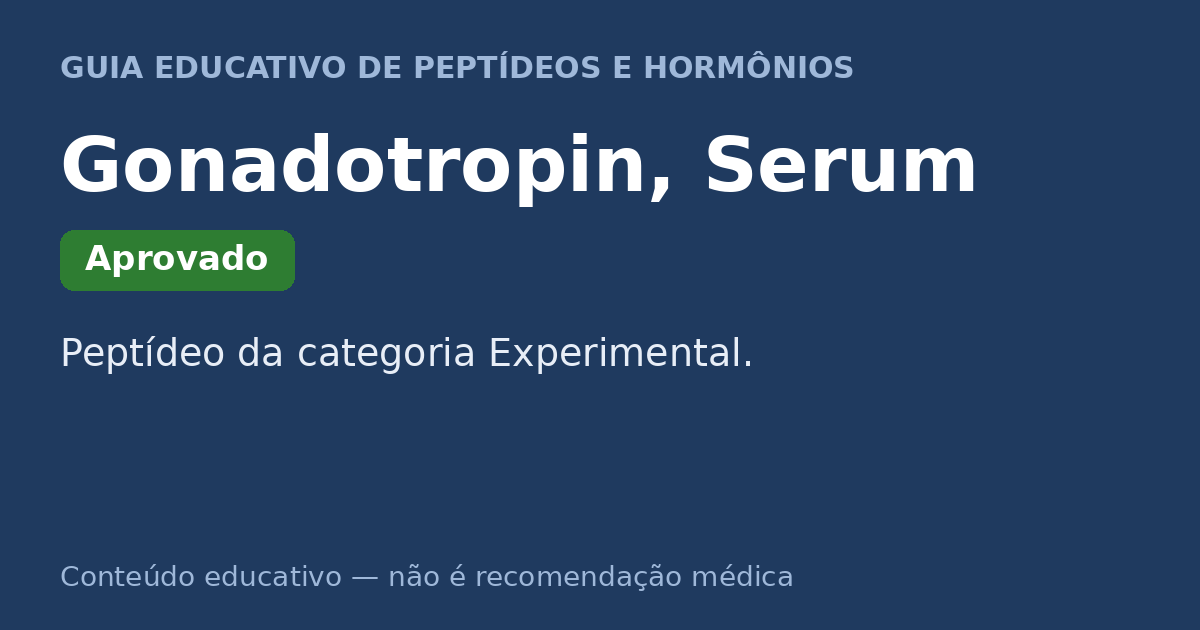 GUIA EDUCATIVO DE PEPTÍDEOS E HORMÔNIOS
Gonadotropin, Serum
Aprovado
Peptídeo da categoria Experimental.
Conteúdo educativo — não é recomendação médica